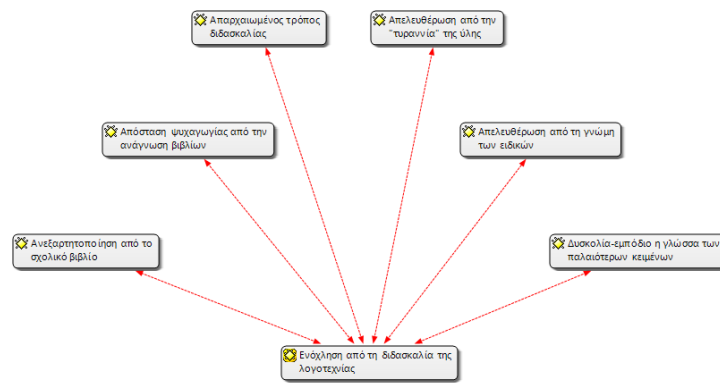 Απαρχαιωμένος τρόπος
διδασκαλίας
Απελευθέρωση από την
"τυραννία" της ύλης
Απόσταση ψυχαγωγίας από την
ανάγνωση βιβλίων
Απελευθέρωση από τη γνώμη
των ειδικών
Ανεξαρτητοποίηση από το
σχολικό βιβλίο
Δυσκολία-εμπόδιο η γλώσσα των
παλαιότερων κειμένων
Ενόχληση από τη διδασκαλία της
λογοτεχνίας